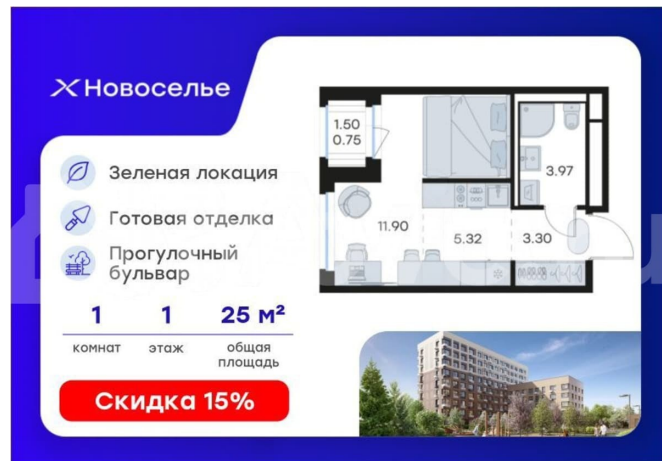 Новоселье
Зеленая локация
Готовая отделка
Прогулочный
бульвар
1 1 25 м²
комнат этаж общая
площадь
Скидка 15%
1.50
0.75
3.97
11.90
5.32
3.30